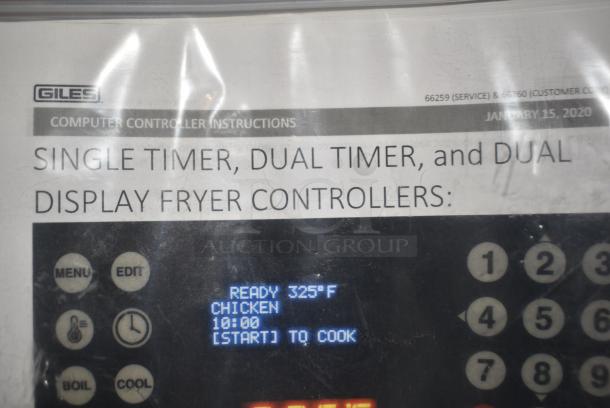 GILES
66259 (SERVICE) & 66260 (CUSTOMER
COMPUTER CONTROLLER INSTRUCTIONS
JANUARY 15, 2020
SINGLE TIMER, DUAL TIMER, and DUAL
DISPLAY FRYER CONTROLLERS:
AUCTION GROUP
MENU EDIT
READY 325°F
CHICKEN
10:00
[START] TO COOK
BOIL COOL
1 2 3
4 5 6
7 8 9